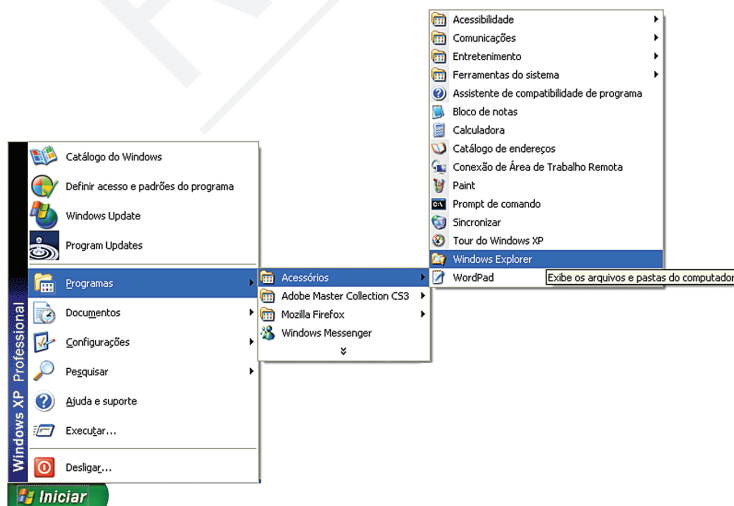 Acessibilidade
Comunicações
Entretenimento
Ferramentas do sistema
Assistente de compatibilidade de programa
Bloco de notas
Calculadora
Catálogo de endereços
Conexão de Área de Trabalho Remota
Paint
Prompt de comando
Sincronizar
Tour do Windows XP
Windows Explorer
WordPad
Exibe os arquivos e pastas do computador
Catálogo do Windows
Definir acesso e padrões do programa
Windows Update
Program Updates
Programas
Documentos
Configurações
Pesquisar
Ajuda e suporte
Executar...
Desligar...
Acessórios
Adobe Master Collection CS3
Mozilla Firefox
Windows Messenger
Windows XP Professional
Iniciar